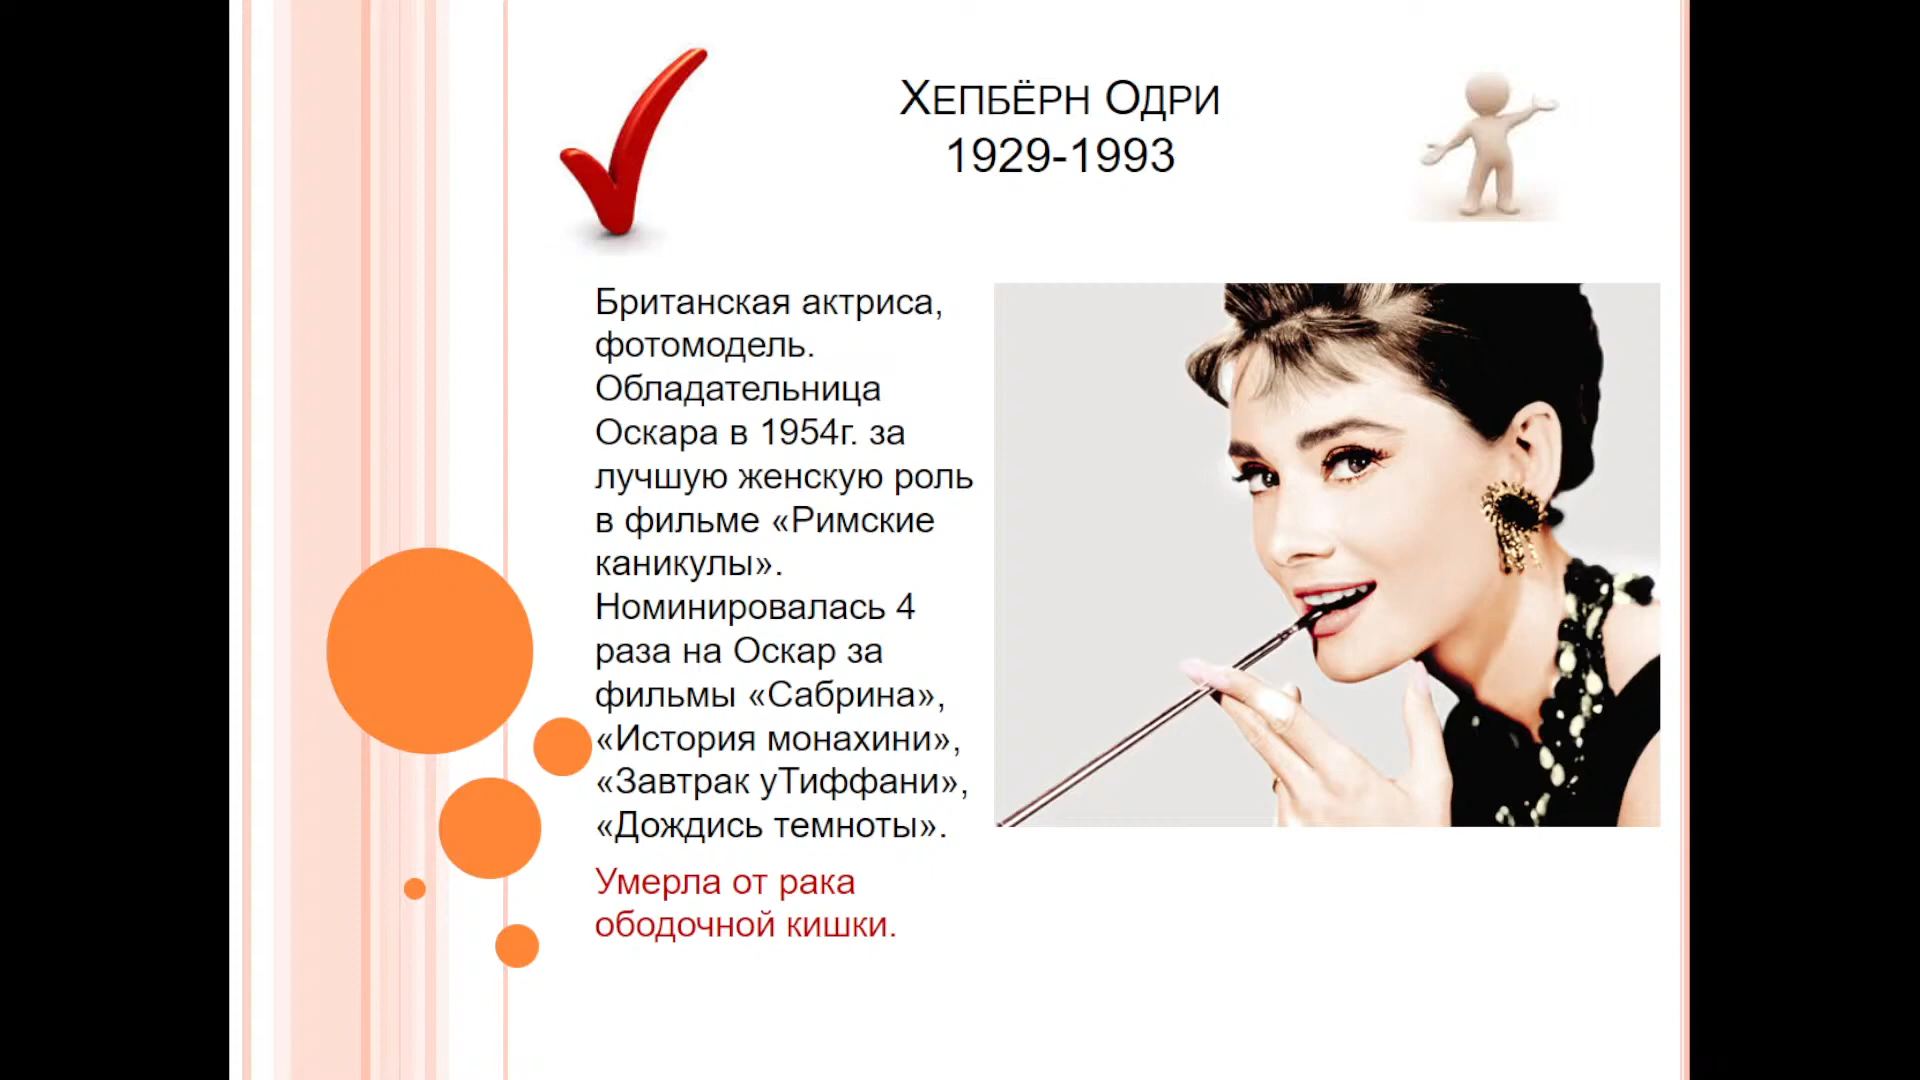 Хепбёрн Одри
1929-1993
Британская актриса,
фотомодель.
Обладательница
Оскара в 1954г. за
лучшую женскую роль
в фильме «Римские
каникулы».
Номинировалась 4
раза на Оскар за
фильмы «Сабрина»,
«История монахини»,
«Завтрак уТиффани»,
«Дождись темноты».
Умерла от рака
ободочной кишки.